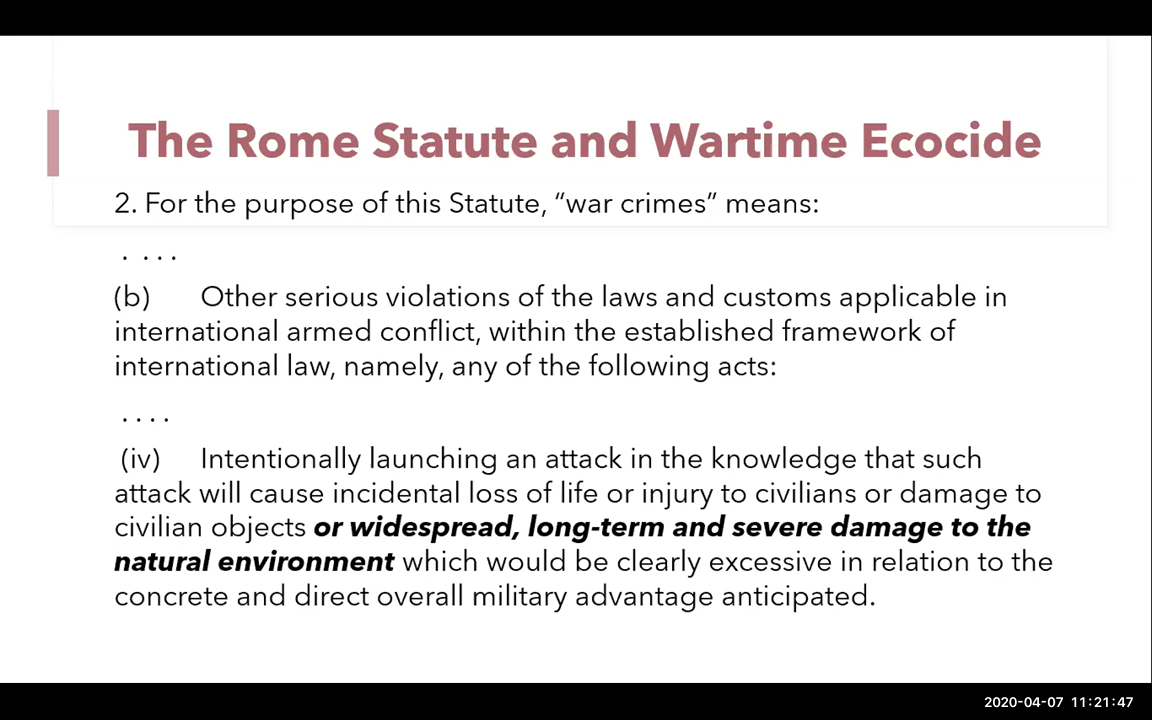 The Rome Statute and Wartime Ecocide
2. For the purpose of this Statute, “war crimes” means:
. . . .
(b) Other serious violations of the laws and customs applicable in
international armed conflict, within the established framework of
international law, namely, any of the following acts:
. . . .
(iv) Intentionally launching an attack in the knowledge that such
attack will cause incidental loss of life or injury to civilians or damage to
civilian objects or widespread, long-term and severe damage to the
natural environment which would be clearly excessive in relation to the
concrete and direct overall military advantage anticipated.
2020-04-07 11:21:47